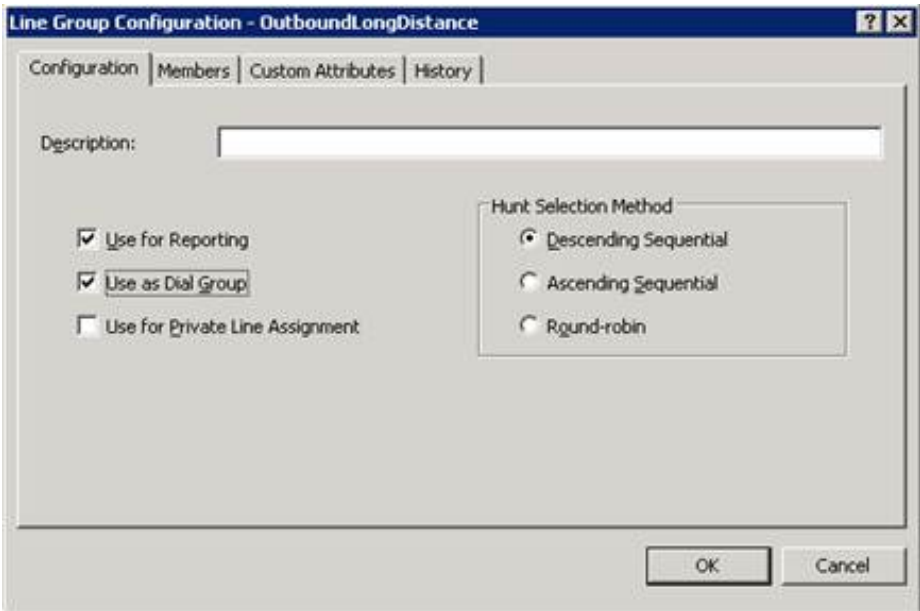 Line Group Configuration - OutboundLongDistance
Configuration Members Custom Attributes History
Description:
Hunt Selection Method
Use for Reporting
Descending Sequential
Use as Dial Group
Ascending Sequential
Use for Private Line Assignment
Round-robin
OK Cancel